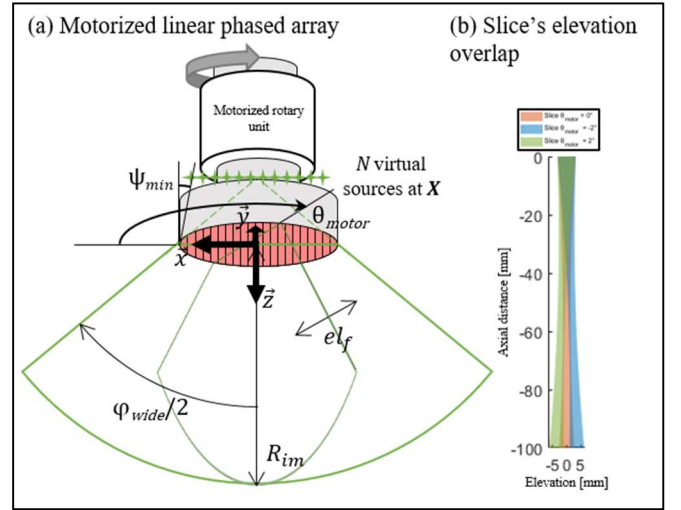 (a) Motorized linear phased array
(b) Slice's elevation
overlap
Motorized rotary
unit
N virtual
sources at X
ψmin
θmotor
y
x
z
elf
φwide/2
Rim
Slice θmotor = 0°
Slice θmotor = -2°
Slice θmotor = 2°
0
-20
-40
-60
-80
-100
Axial distance [mm]
-5 0 5
Elevation [mm]